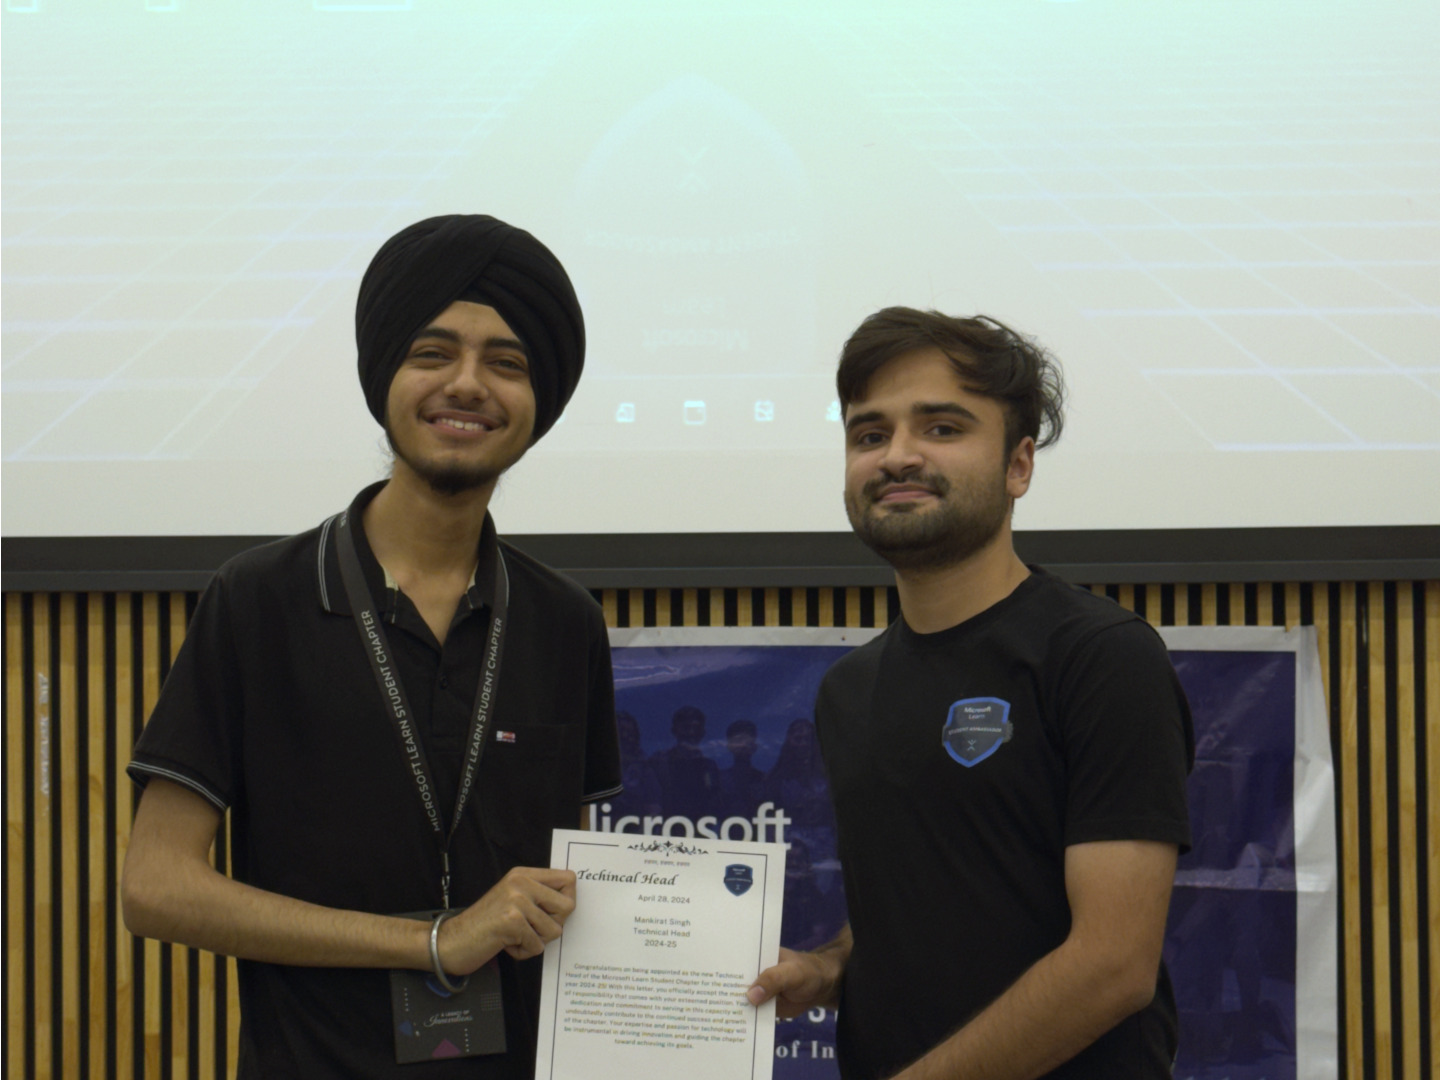 MICROSOFT LEARN STUDENT CHAPTER
MICROSOFT LEARN STUDENT CHAPTER
Microsoft
Learn
STUDENT AMBASSADOR
icrosoft
Techincal Head
April 28, 2024
Mankirat Singh
Technical Head
2024-25
Congratulations on being appointed as the new Technical
Head of the Microsoft Learn Student Chapter for the academic
year 2024-25! With this letter, you officially accept the
of responsibility that comes with your esteemed position. Your
dedication and commitment to serving in this capacity will
undoubtedly contribute to the continued success and growth
of the chapter. Your expertise and passion for technology will
be instrumental in driving innovation and guiding the chapter
toward achieving its goals.
Innovations
of In